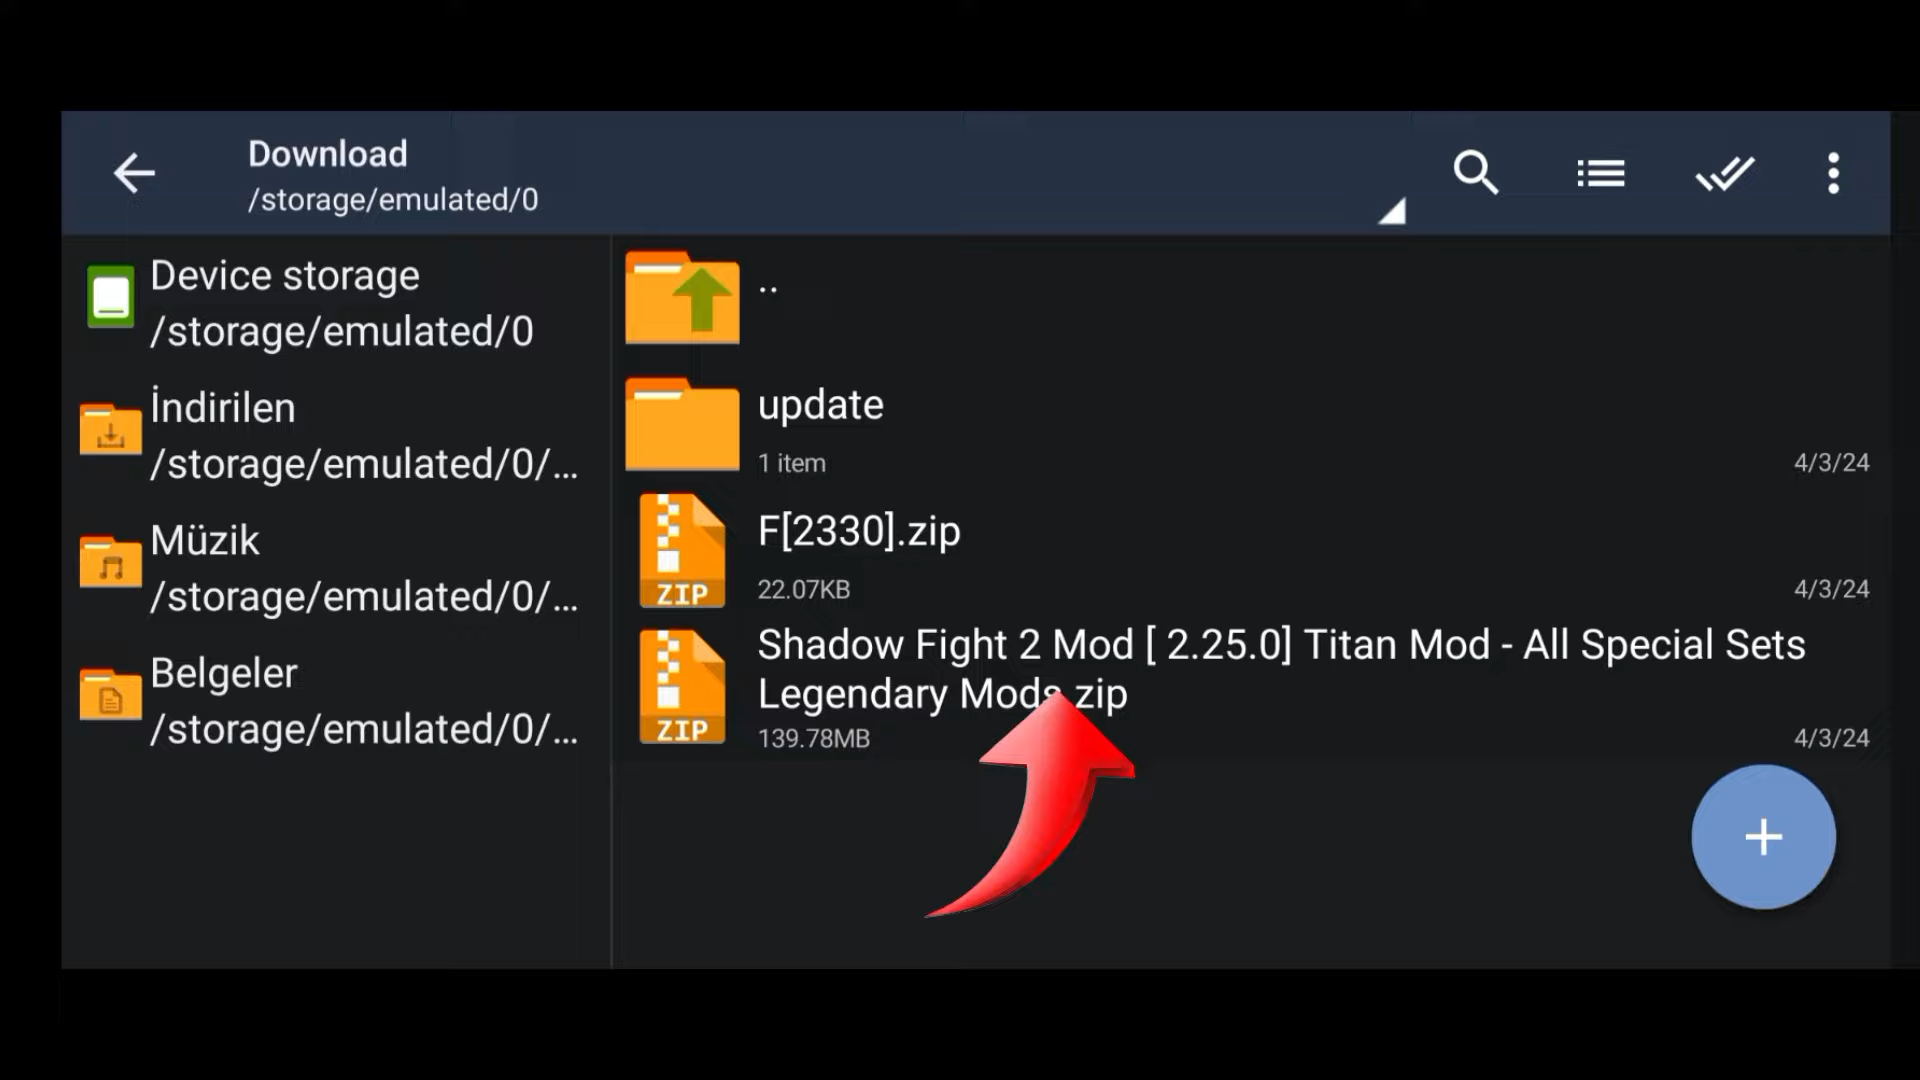 Download
/storage/emulated/0
Device storage
/storage/emulated/0
İndirilen
/storage/emulated/0/...
Müzik
/storage/emulated/0/...
Belgeler
/storage/emulated/0/...
..
update
1 item
4/3/24
F[2330].zip
22.07KB
4/3/24
ZIP
Shadow Fight 2 Mod [ 2.25.0] Titan Mod - All Special Sets
Legendary Mods.zip
139.78MB
4/3/24
ZIP